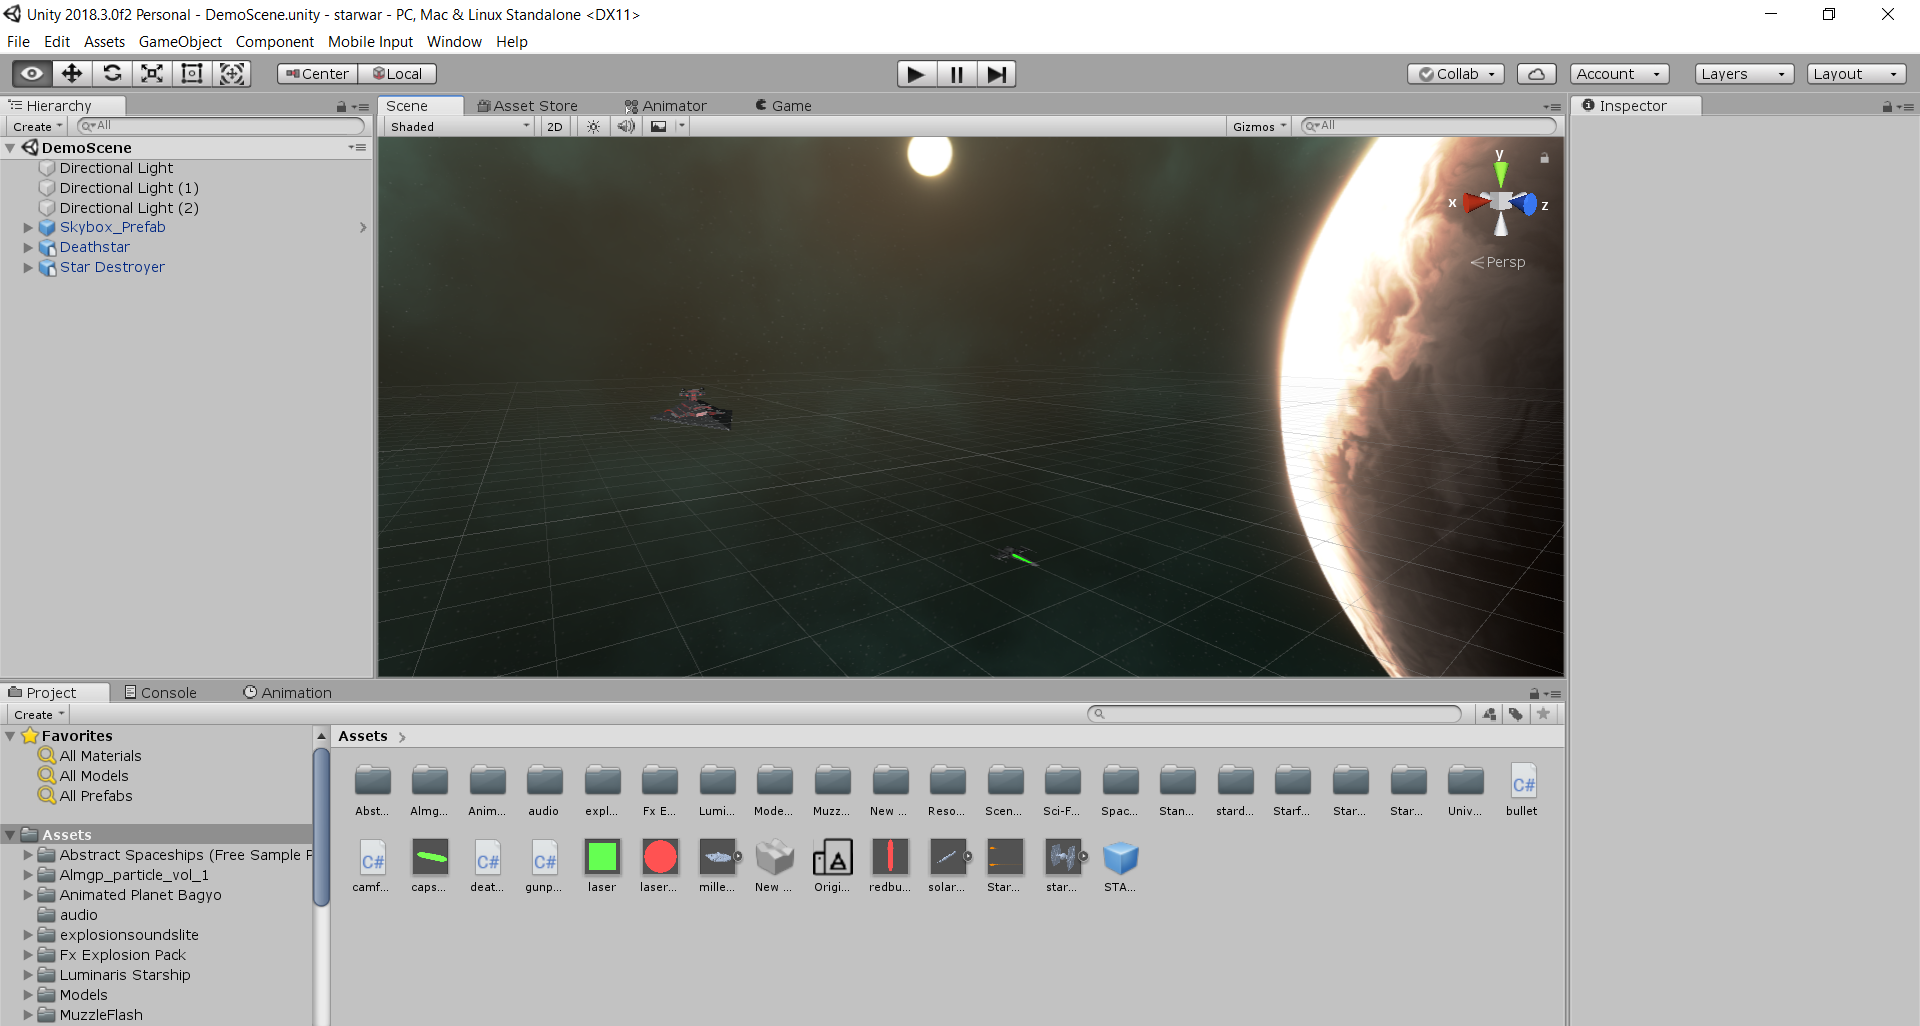 Unity 2018.3.0f2 Personal - DemoScene.unity - starwar - PC, Mac & Linux Standalone <DX11>
File Edit Assets GameObject Component Mobile Input Window Help
Center Local Collab Account Layers Layout
Hierarchy Scene Asset Store Animator Game Inspector
Create All Shaded 2D Gizmos All
DemoScene
Directional Light
Directional Light (1)
Directional Light (2)
Skybox_Prefab
Deathstar
Star Destroyer
y
x z
Persp
Project Console Animation
Create
Favorites
All Materials
All Models
All Prefabs
Assets
Abstract Spaceships (Free Sample P
Almgp_particle_vol_1
Animated Planet Bagyo
audio
explosionsoundslite
Fx Explosion Pack
Luminaris Starship
Models
MuzzleFlash
Assets
C#
Abst... Almg... Anim... audio expl... Fx E... Lumi... Mode... Muzz... New ... Reso... Scen... Sci-F... Spac... Stan... stard... Starf... Star... Star... Univ... bullet
C# C# C#
camf... caps... deat... gunp... laser laser... mille... New ... Origi... redbu... solar... Star... star... STA...